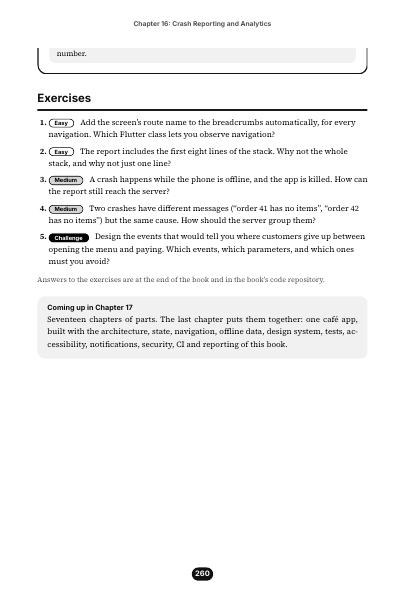 Chapter 16: Crash Reporting and Analytics
number.
Exercises
1. Easy Add the screen's route name to the breadcrumbs automatically, for every
navigation. Which Flutter class lets you observe navigation?
2. Easy The report includes the first eight lines of the stack. Why not the whole
stack, and why not just one line?
3. Medium A crash happens while the phone is offline, and the app is killed. How can
the report still reach the server?
4. Medium Two crashes have different messages (“order 41 has no items”, “order 42
has no items”) but the same cause. How should the server group them?
5. Challenge Design the events that would tell you where customers give up between
opening the menu and paying. Which events, which parameters, and which ones
must you avoid?
Answers to the exercises are at the end of the book and in the book's code repository.
Coming up in Chapter 17
Seventeen chapters of parts. The last chapter puts them together: one café app,
built with the architecture, state, navigation, offline data, design system, tests, ac-
cessibility, notifications, security, CI and reporting of this book.
260